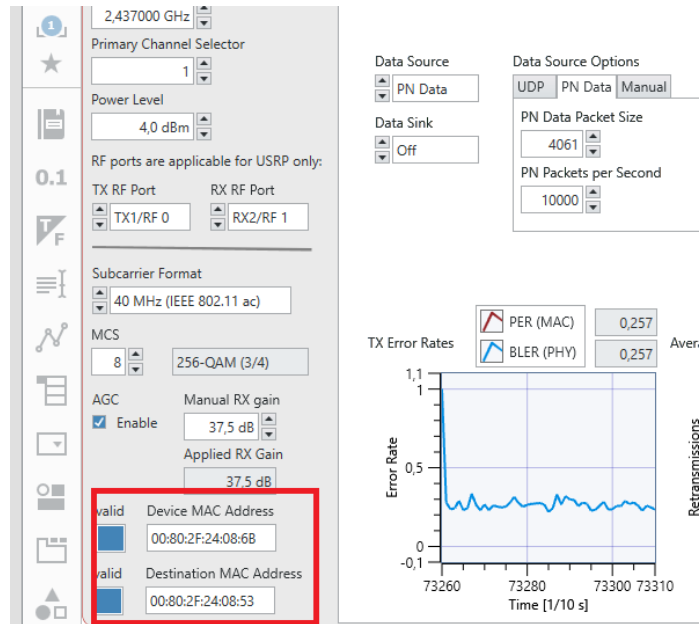 2,437000 GHz
Primary Channel Selector
1
Power Level
4,0 dBm
RF ports are applicable for USRP only:
TX RF Port RX RF Port
TX1/RF 0 RX2/RF 1
Subcarrier Format
40 MHz (IEEE 802.11 ac)
MCS
8 256-QAM (3/4)
AGC Manual RX gain
Enable 37,5 dB
Applied RX Gain
37,5 dB
valid Device MAC Address
00:80:2F:24:08:6B
valid Destination MAC Address
00:80:2F:24:08:53
1
0.1
T F
Data Source
PN Data
Data Sink
Off
Data Source Options
UDP PN Data Manual
PN Data Packet Size
4061
PN Packets per Second
10000
TX Error Rates
PER (MAC) 0,257
BLER (PHY) 0,257
Error Rate
1,1
1
0,5
0
-0,1
73260 73280 73300 73310
Time [1/10 s]
Retransmissions